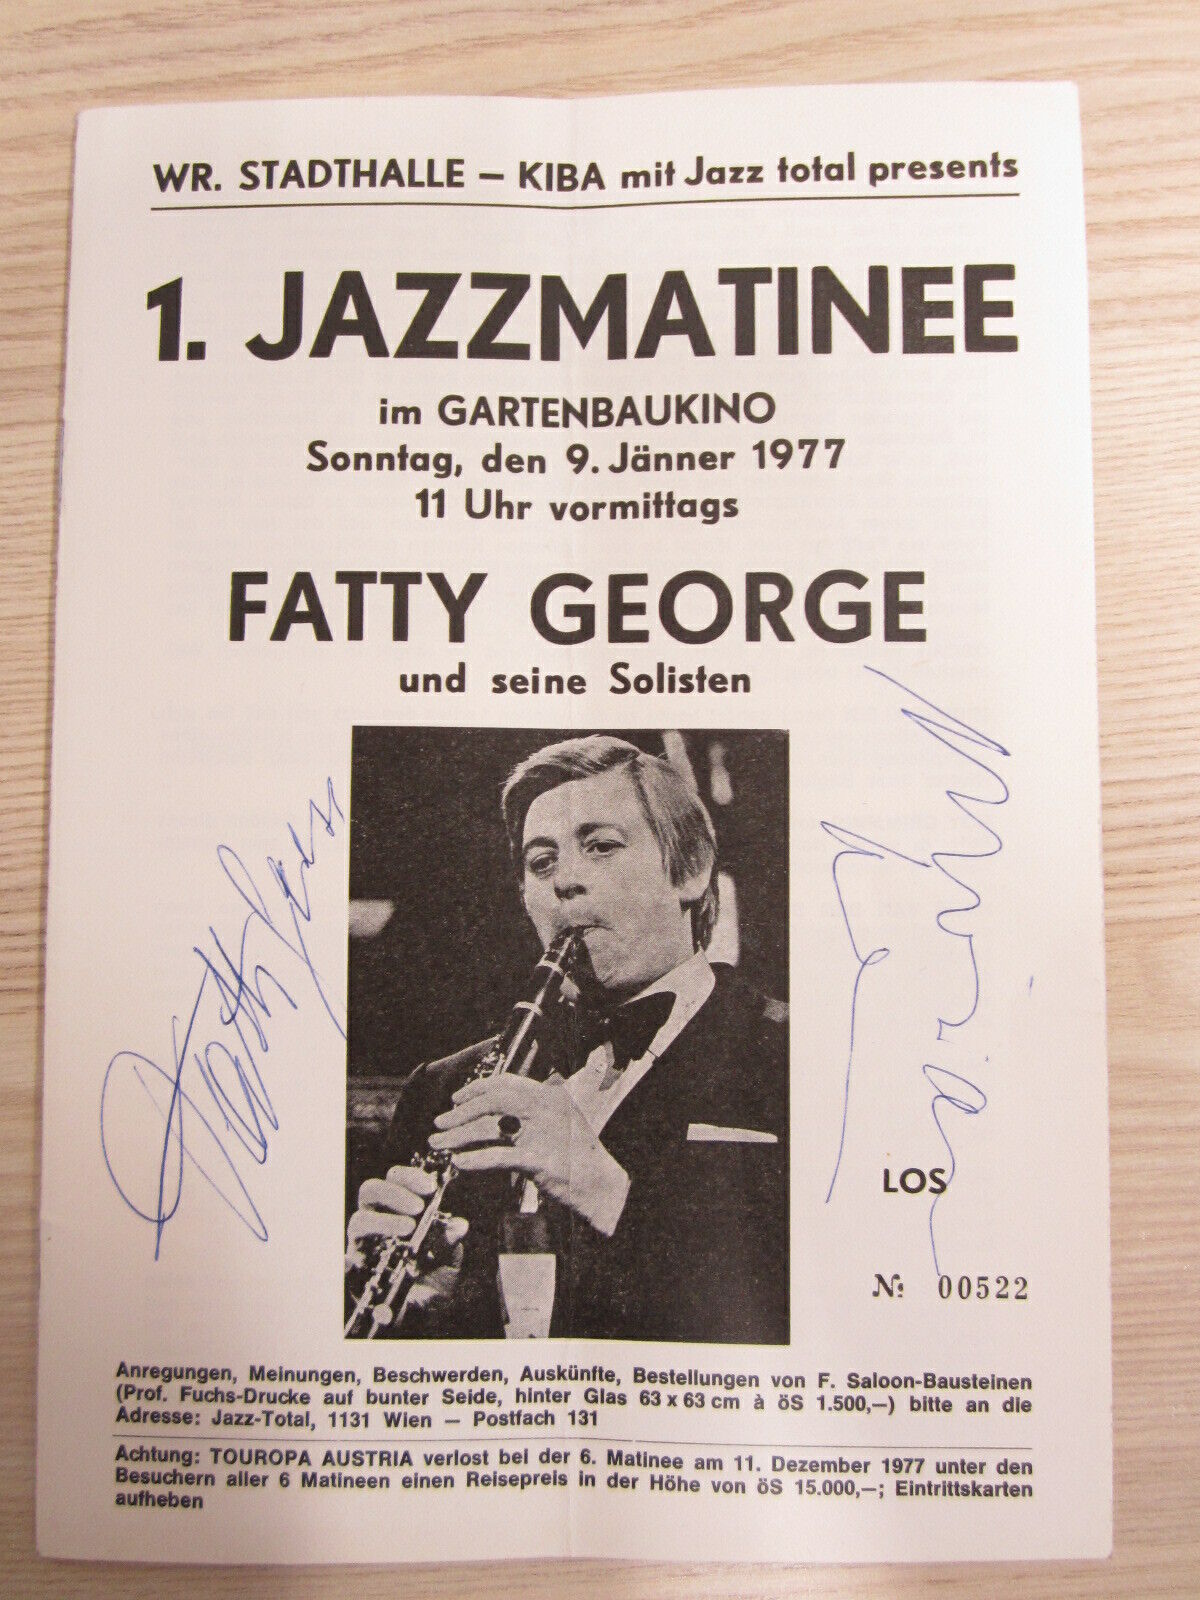 WR. STADTHALLE – KIBA mit Jazz total presents
1. JAZZMATINEE
im GARTENBAUKINO
Sonntag, den 9. Jänner 1977
11 Uhr vormittags
FATTY GEORGE
und seine Solisten
Fatty George
LOS
№ 00522
Anregungen, Meinungen, Beschwerden, Auskünfte, Bestellungen von F. Saloon-Bausteinen
(Prof. Fuchs-Drucke auf bunter Seide, hinter Glas 63 x 63 cm à öS 1.500,–) bitte an die
Adresse: Jazz-Total, 1131 Wien – Postfach 131
Achtung: TOUROPA AUSTRIA verlost bei der 6. Matinee am 11. Dezember 1977 unter den
Besuchern aller 6 Matineen einen Reisepreis in der Höhe von öS 15.000,–; Eintrittskarten
aufheben